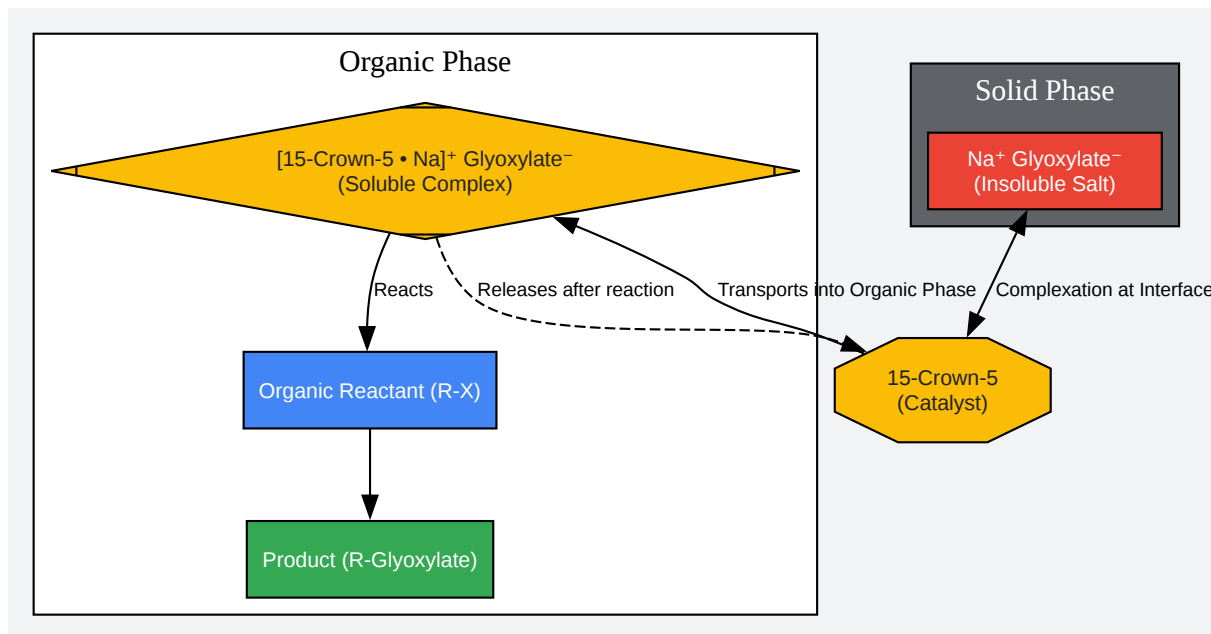 Organic Phase
[15-Crown-5 • Na]⁺ Glyoxylate⁻
(Soluble Complex)
Solid Phase
Na⁺ Glyoxylate⁻
(Insoluble Salt)
Reacts
Releases after reaction
Transports into Organic Phase
Complexation at Interface
Organic Reactant (R-X)
15-Crown-5
(Catalyst)
Product (R-Glyoxylate)